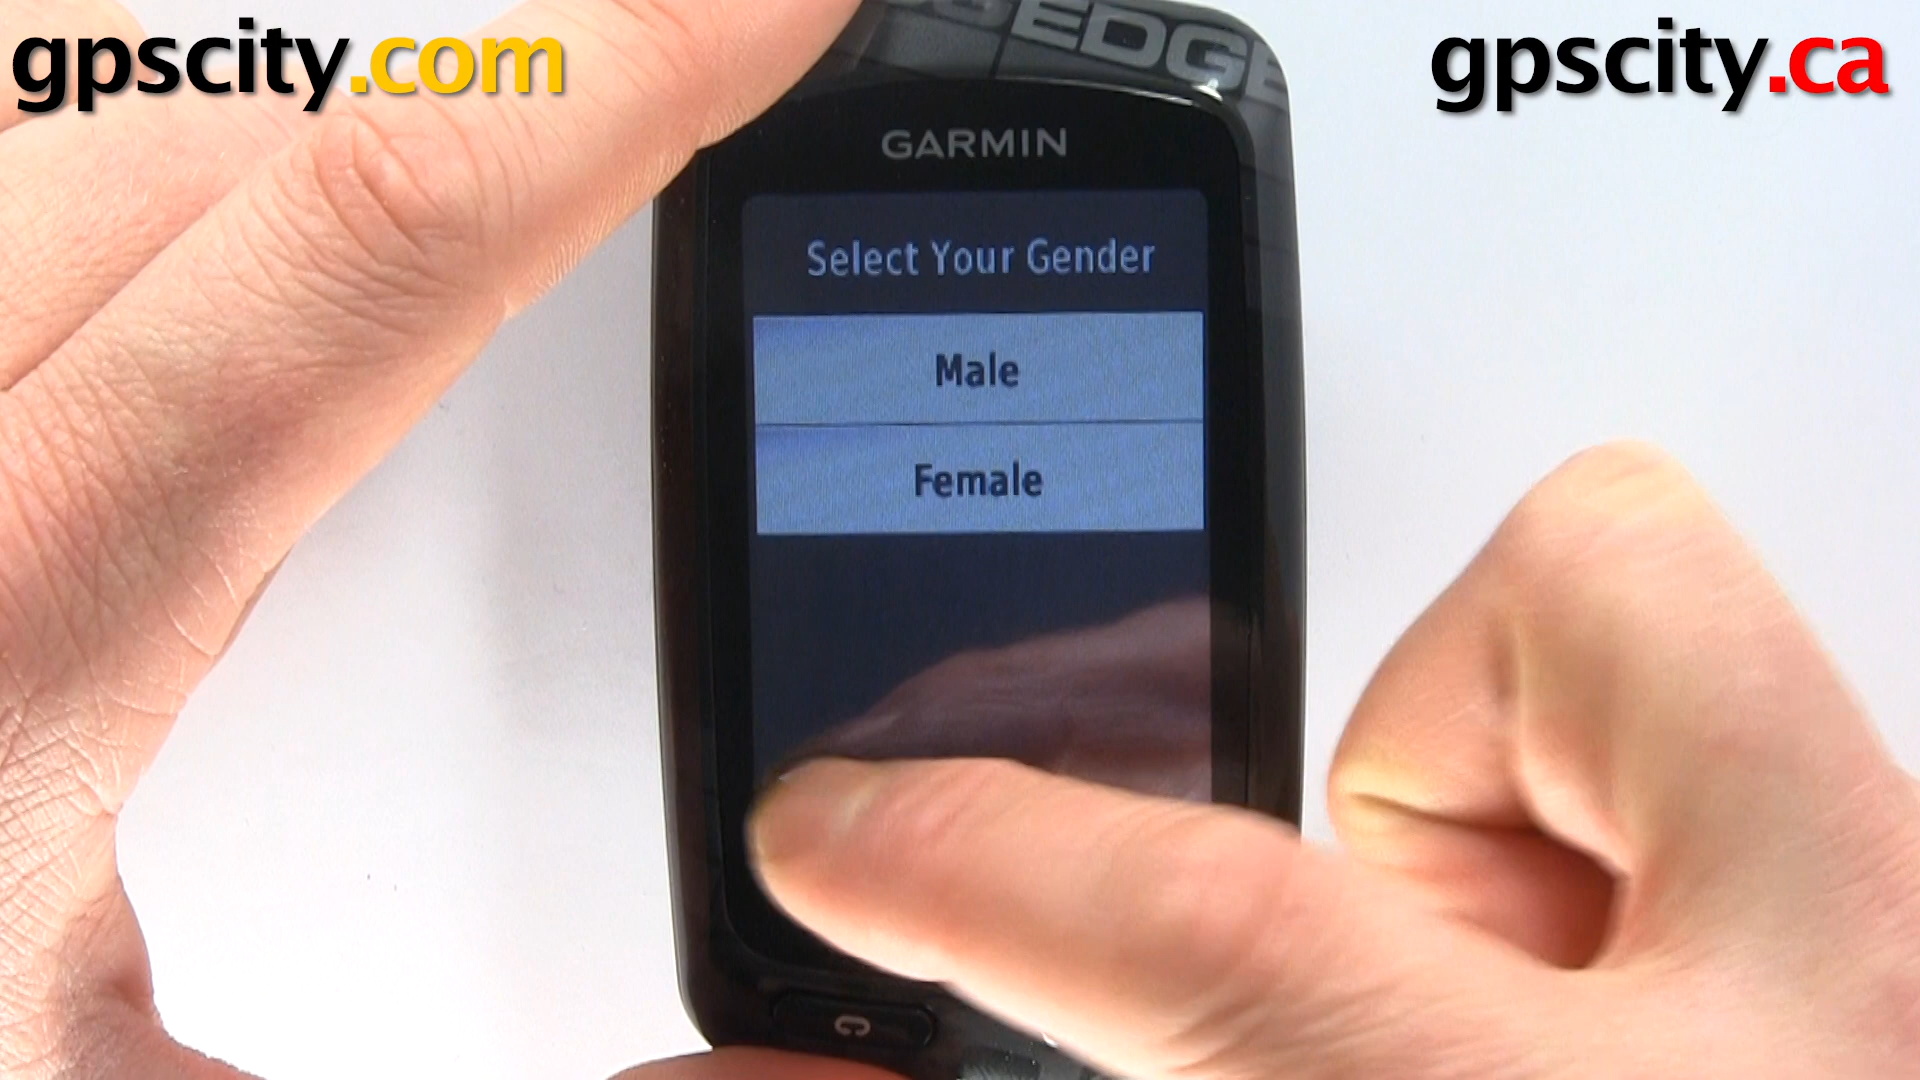 gpscity.com
gpscity.ca
EDGE
GARMIN
Select Your Gender
Male
Female